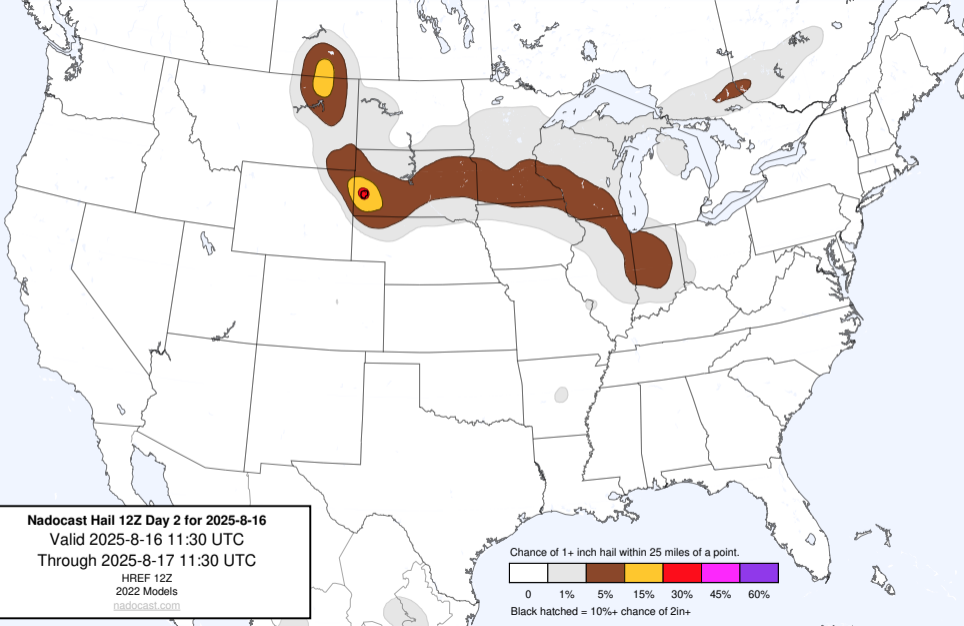 Nadocast Hail 12Z Day 2 for 2025-8-16
Valid 2025-8-16 11:30 UTC
Through 2025-8-17 11:30 UTC
HREF 12Z
2022 Models
nadocast.com
Chance of 1+ inch hail within 25 miles of a point.
0 1% 5% 15% 30% 45% 60%
Black hatched = 10%+ chance of 2in+